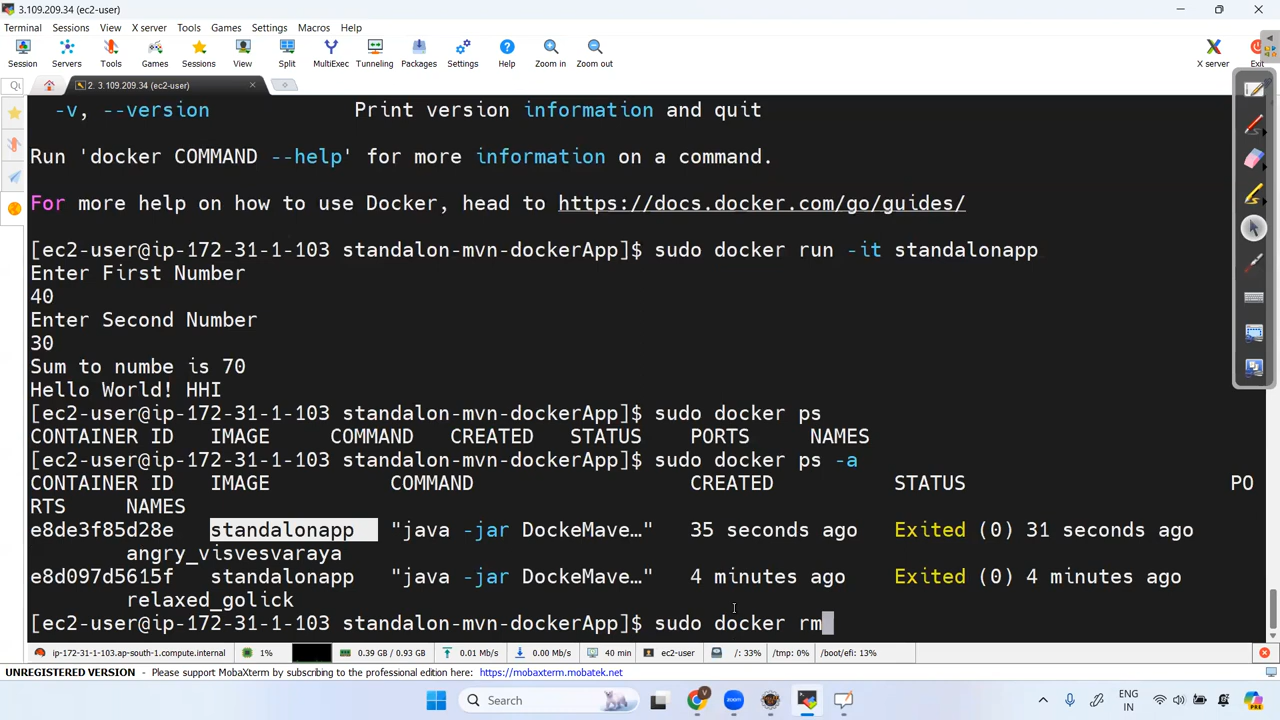 3.109.209.34 (ec2-user)
Terminal Sessions View X server Tools Games Settings Macros Help
Session Servers Tools Games Sessions View Split MultiExec Tunneling Packages Settings Help Zoom in Zoom out X server Exit
2. 3.109.209.34 (ec2-user)
-v, --version Print version information and quit
Run 'docker COMMAND --help' for more information on a command.
For more help on how to use Docker, head to https://docs.docker.com/go/guides/
[ec2-user@ip-172-31-1-103 standalon-mvn-dockerApp]$ sudo docker run -it standalonapp
Enter First Number
40
Enter Second Number
30
Sum to numbe is 70
Hello World! HHI
[ec2-user@ip-172-31-1-103 standalon-mvn-dockerApp]$ sudo docker ps
CONTAINER ID IMAGE COMMAND CREATED STATUS PORTS NAMES
[ec2-user@ip-172-31-1-103 standalon-mvn-dockerApp]$ sudo docker ps -a
CONTAINER ID IMAGE COMMAND CREATED STATUS PO
RTS NAMES
e8de3f85d28e standalonapp "java -jar DockeMave…" 35 seconds ago Exited (0) 31 seconds ago
angry_visvesvaraya
e8d097d5615f standalonapp "java -jar DockeMave…" 4 minutes ago Exited (0) 4 minutes ago
relaxed_golick
[ec2-user@ip-172-31-1-103 standalon-mvn-dockerApp]$ sudo docker rm
ip-172-31-1-103.ap-south-1.compute.internal 1% 0.39 GB / 0.93 GB 0.01 Mb/s 0.00 Mb/s 40 min ec2-user /: 33% /tmp: 0% /boot/efi: 13%
UNREGISTERED VERSION - Please support MobaXterm by subscribing to the professional edition here: https://mobaxterm.mobatek.net
Search
ENG
IN